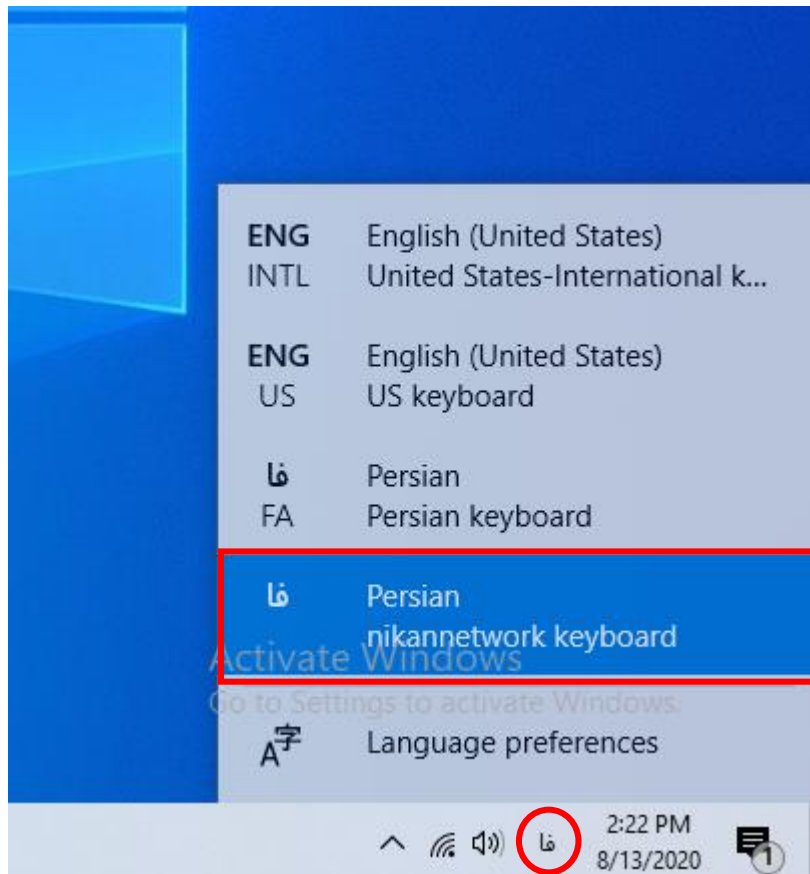 ENG English (United States)
INTL United States-International k...
ENG English (United States)
US US keyboard
فا Persian
FA Persian keyboard
فا Persian
nikannetwork keyboard
Activate Windows
Go to Settings to activate Windows.
A字 Language preferences
فا 2:22 PM
8/13/2020 1